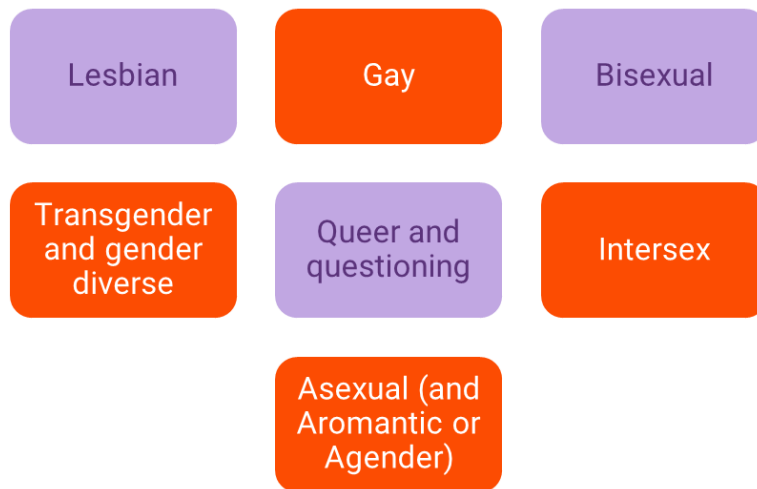 Lesbian
Gay
Bisexual
Transgender
and gender
diverse
Queer and
questioning
Intersex
Asexual (and
Aromantic or
Agender)